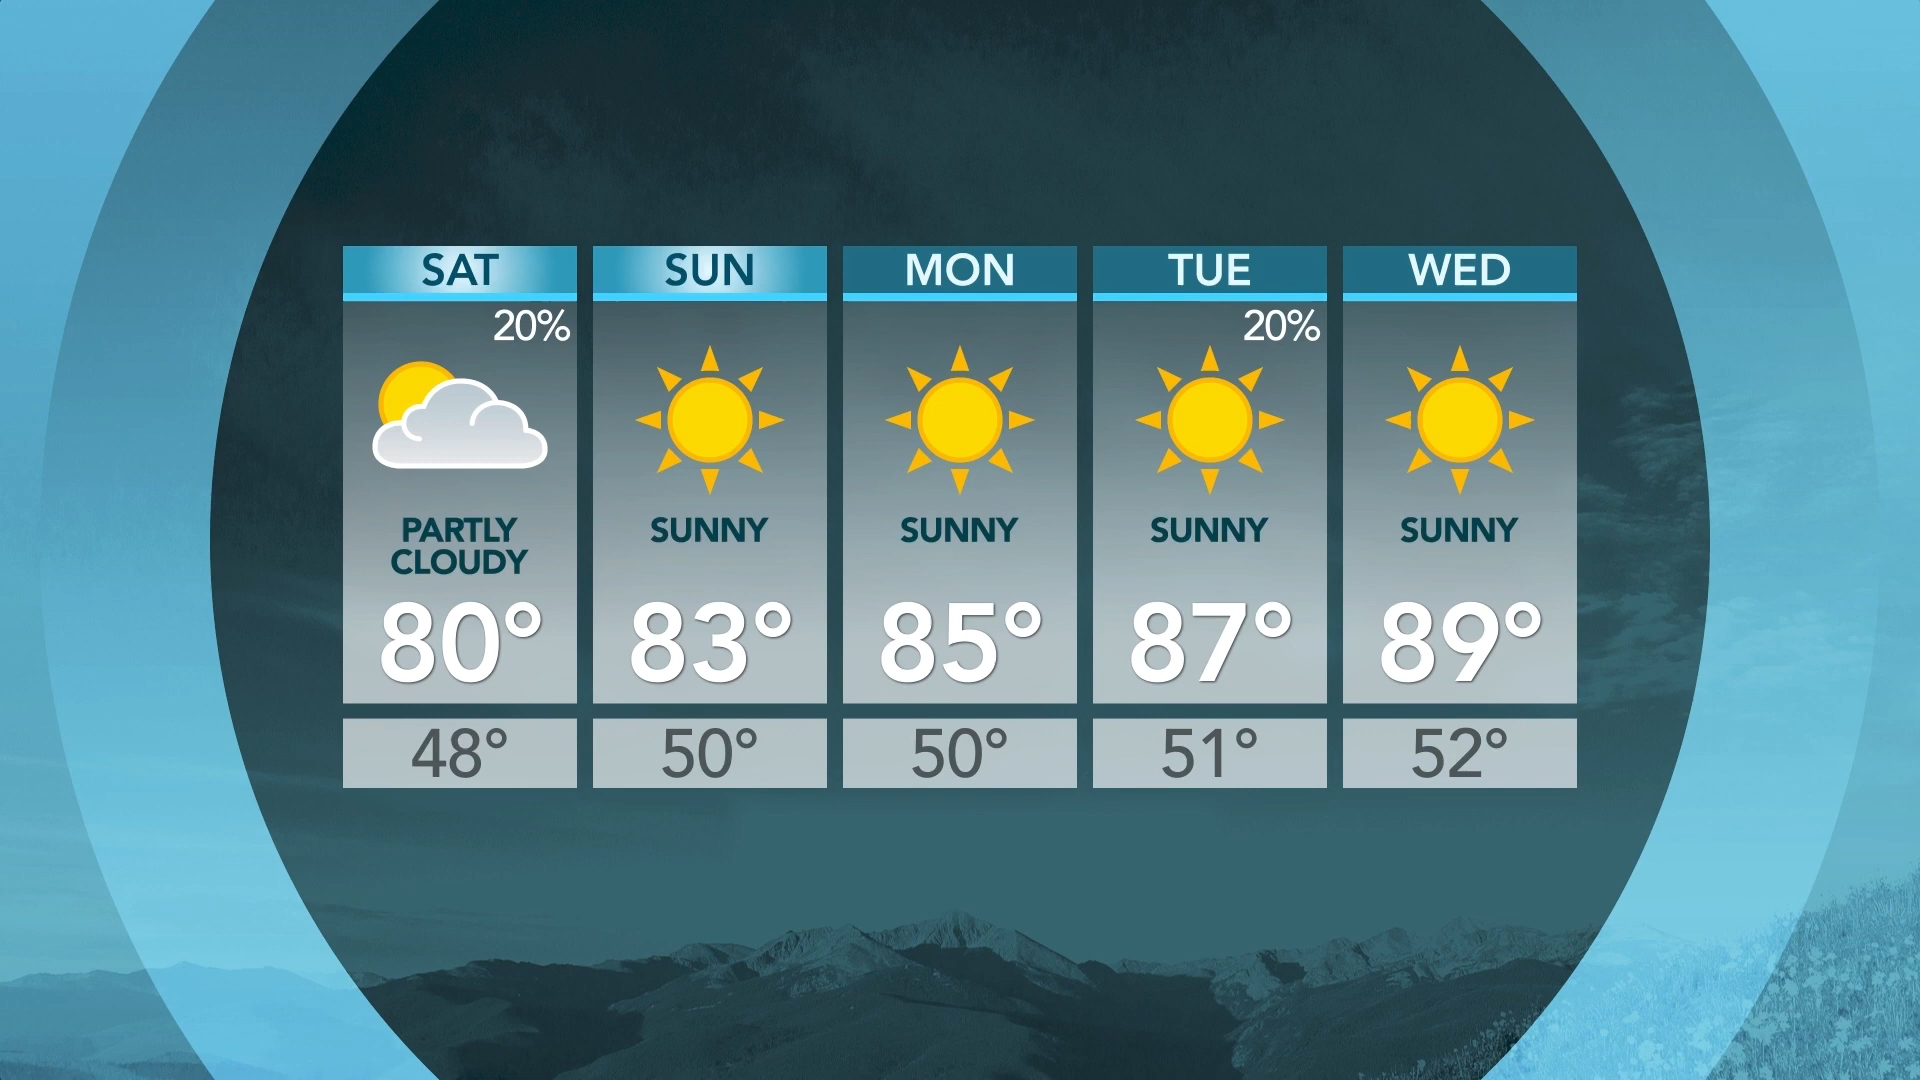 SAT SUN MON TUE WED
20% 20%
PARTLY CLOUDY SUNNY SUNNY SUNNY SUNNY
80° 83° 85° 87° 89°
48° 50° 50° 51° 52°